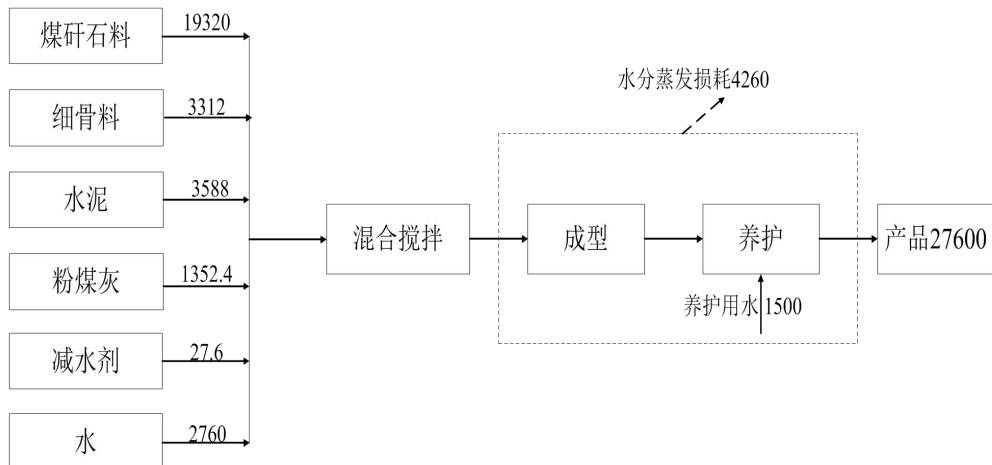 煤矸石料
19320
细骨料
3312
水泥
3588
粉煤灰
1352.4
减水剂
27.6
水
2760
混合搅拌
水分蒸发损耗4260
成型
养护
养护用水
1500
产品27600